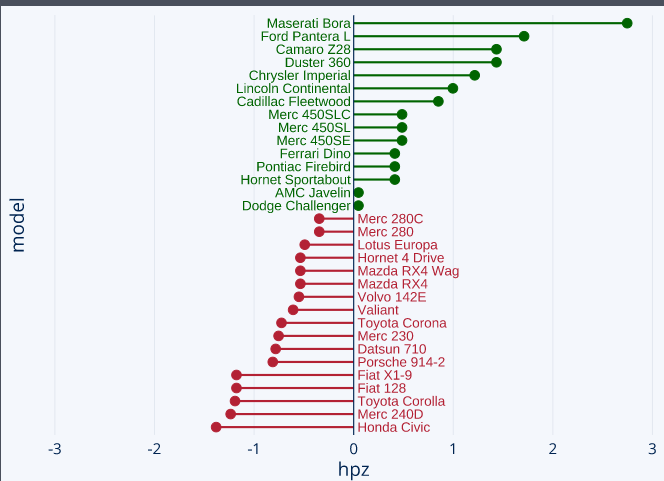 Maserati Bora
Ford Pantera L
Camaro Z28
Duster 360
Chrysler Imperial
Lincoln Continental
Cadillac Fleetwood
Merc 450SLC
Merc 450SL
Merc 450SE
Ferrari Dino
Pontiac Firebird
Hornet Sportabout
AMC Javelin
Dodge Challenger
Merc 280C
Merc 280
Lotus Europa
Hornet 4 Drive
Mazda RX4 Wag
Mazda RX4
Volvo 142E
Valiant
Toyota Corona
Merc 230
Datsun 710
Porsche 914-2
Fiat X1-9
Fiat 128
Toyota Corolla
Merc 240D
Honda Civic
model
-3 -2 -1 0 1 2 3
hpz